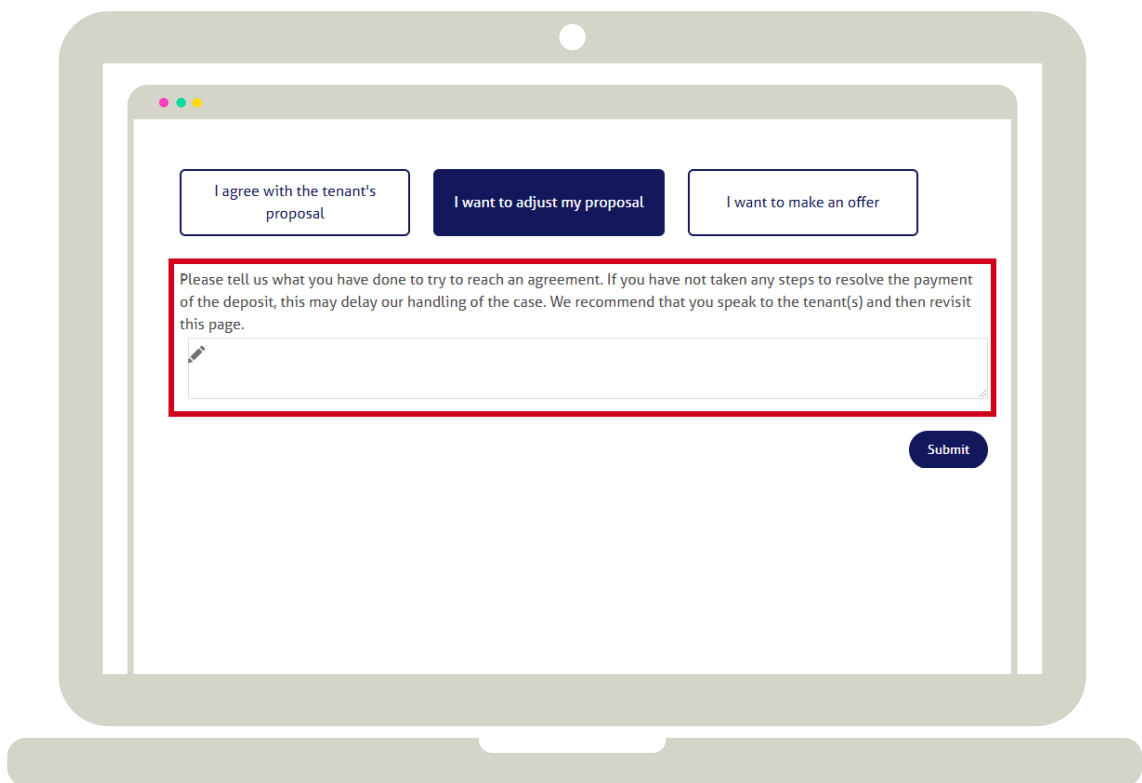 I agree with the tenant's
proposal
I want to adjust my proposal
I want to make an offer
Please tell us what you have done to try to reach an agreement. If you have not taken any steps to resolve the payment
of the deposit, this may delay our handling of the case. We recommend that you speak to the tenant(s) and then revisit
this page.
Submit